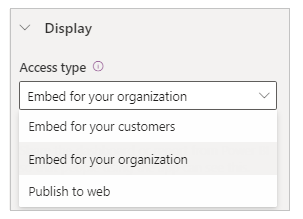 Display
Access type
Embed for your organization
Embed for your customers
Embed for your organization
Publish to web